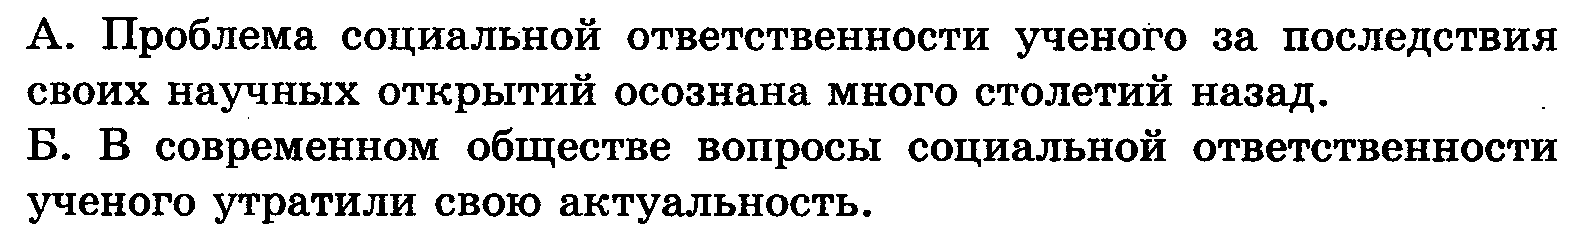 А. Проблема социальной ответственности ученого за последствия
своих научных открытий осознана много столетий назад.
Б. В современном обществе вопросы социальной ответственности
ученого утратили свою актуальность.